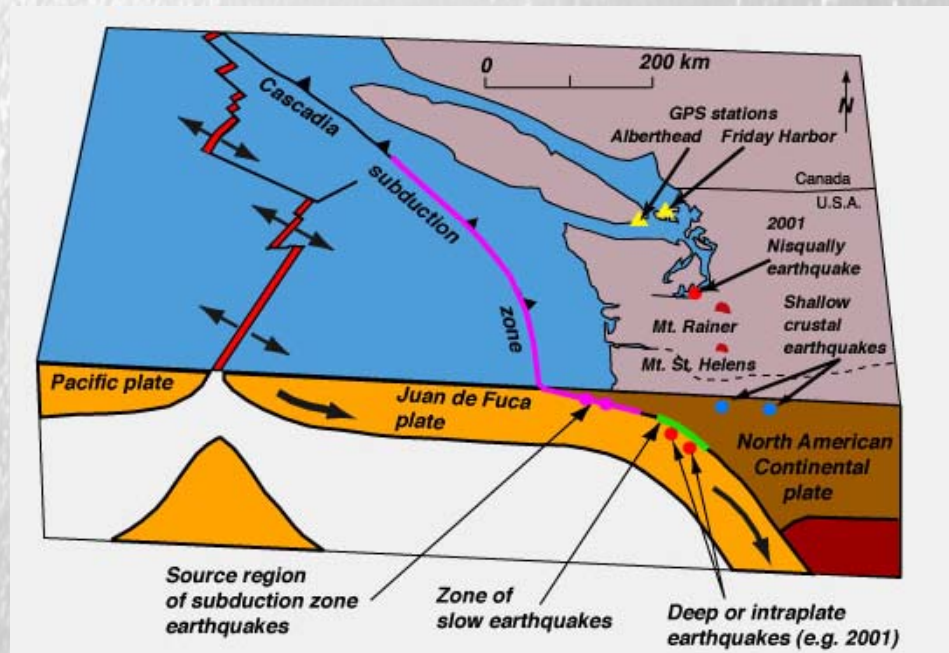 0
200 km
N
GPS stations
Alberthead
Friday Harbor
Cascadia
subduction
zone
Canada
U.S.A.
2001
Nisqually
earthquake
Shallow
crustal
earthquakes
Mt. Rainer
Mt. St, Helens
Pacific plate
Juan de Fuca
plate
North American
Continental
plate
Source region
of subduction zone
earthquakes
Zone of
slow earthquakes
Deep or intraplate
earthquakes (e.g. 2001)